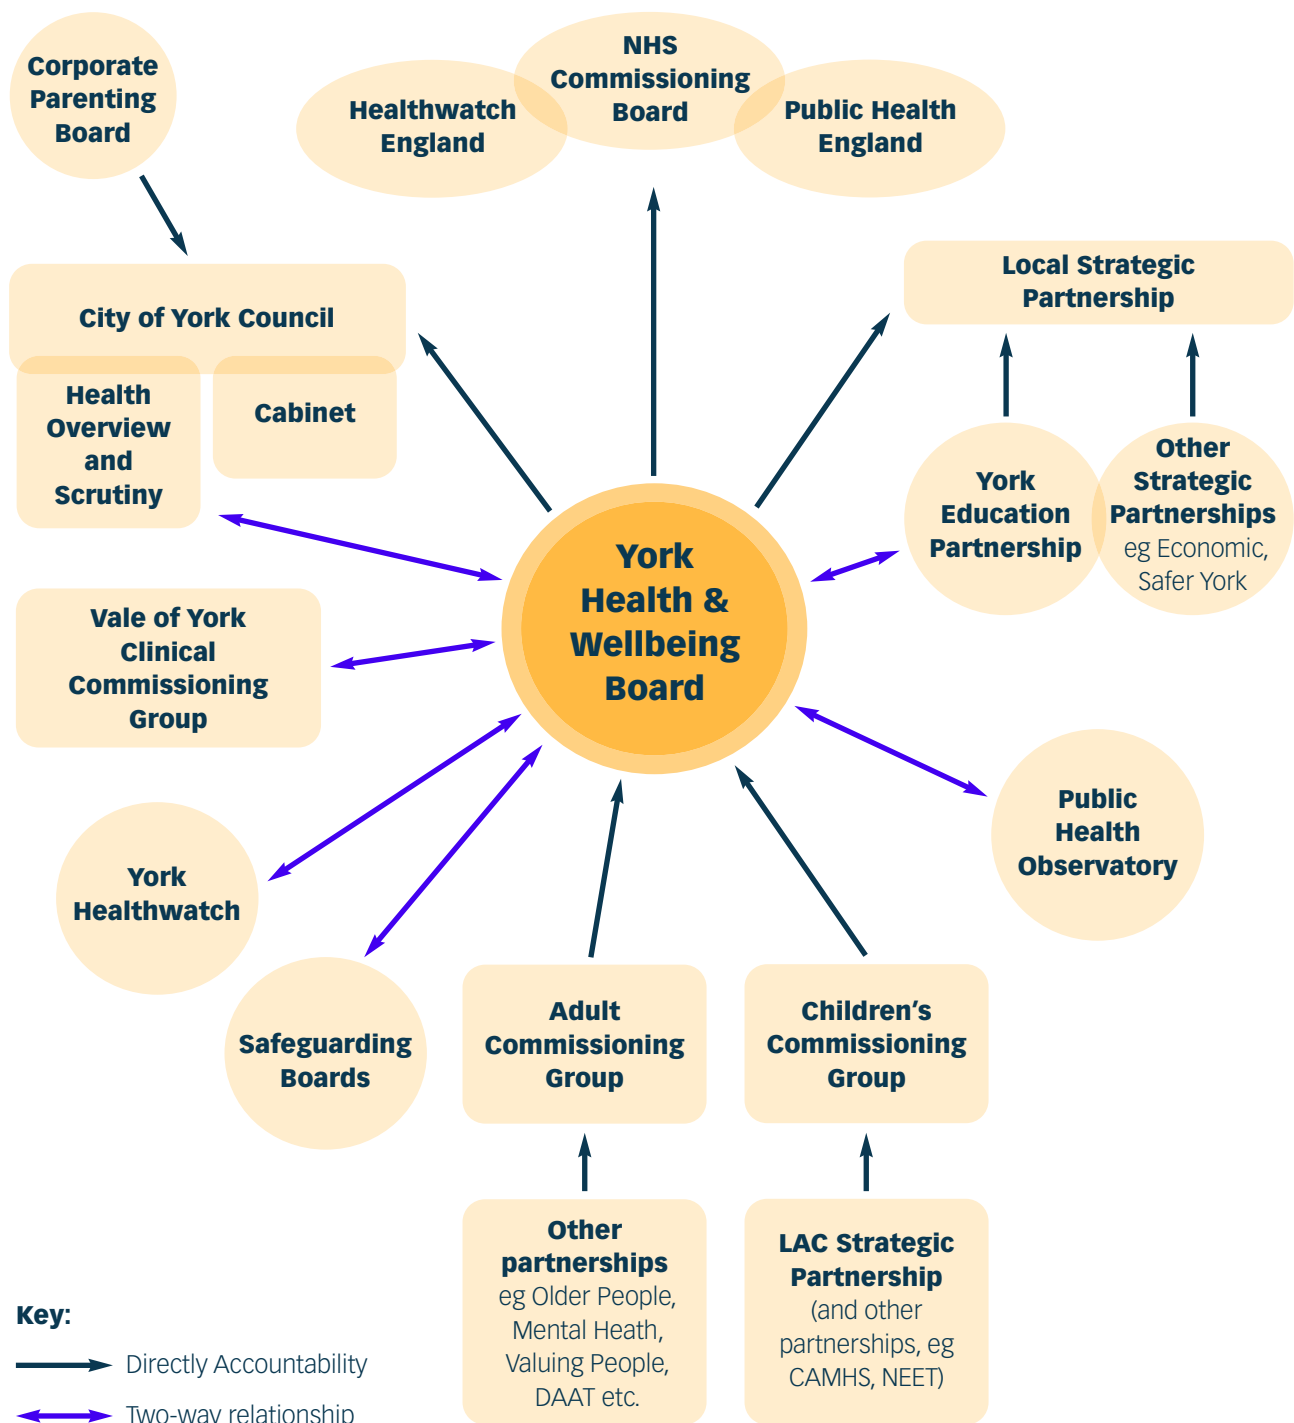 Corporate
Parenting
Board
Healthwatch
England
NHS
Commissioning
Board
Public Health
England
City of York Council
Health
Overview
and
Scrutiny
Cabinet
Local Strategic
Partnership
York
Education
Partnership
Other
Strategic
Partnerships
eg Economic,
Safer York
York
Health &
Wellbeing
Board
Vale of York
Clinical
Commissioning
Group
York
Healthwatch
Safeguarding
Boards
Public
Health
Observatory
Adult
Commissioning
Group
Children’s
Commissioning
Group
Other
partnerships
eg Older People,
Mental Heath,
Valuing People,
DAAT etc.
LAC Strategic
Partnership
(and other
partnerships, eg
CAMHS, NEET)
Key:
Directly Accountability
Two-way relationship